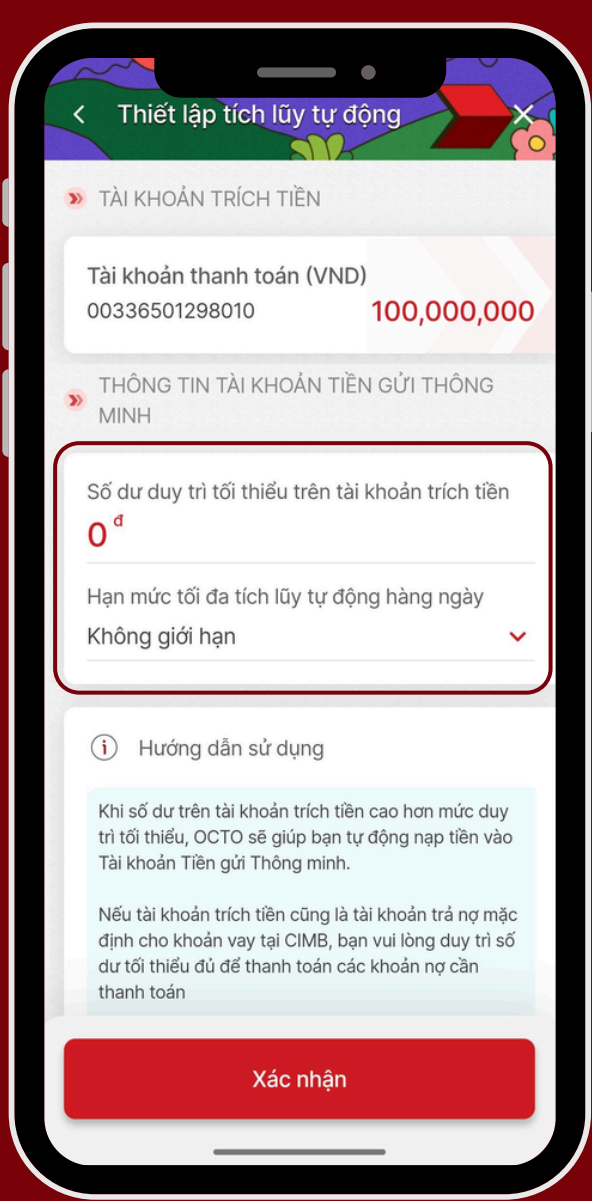 Thiết lập tích lũy tự động
TÀI KHOẢN TRÍCH TIỀN
Tài khoản thanh toán (VND)
00336501298010 100,000,000
THÔNG TIN TÀI KHOẢN TIỀN GỬI THÔNG
MINH
Số dư duy trì tối thiểu trên tài khoản trích tiền
0 đ
Hạn mức tối đa tích lũy tự động hàng ngày
Không giới hạn
Hướng dẫn sử dụng
Khi số dư trên tài khoản trích tiền cao hơn mức duy
trì tối thiểu, OCTO sẽ giúp bạn tự động nạp tiền vào
Tài khoản Tiền gửi Thông minh.
Nếu tài khoản trích tiền cũng là tài khoản trả nợ mặc
định cho khoản vay tại CIMB, bạn vui lòng duy trì số
dư tối thiểu đủ để thanh toán các khoản nợ cần
thanh toán
Xác nhận